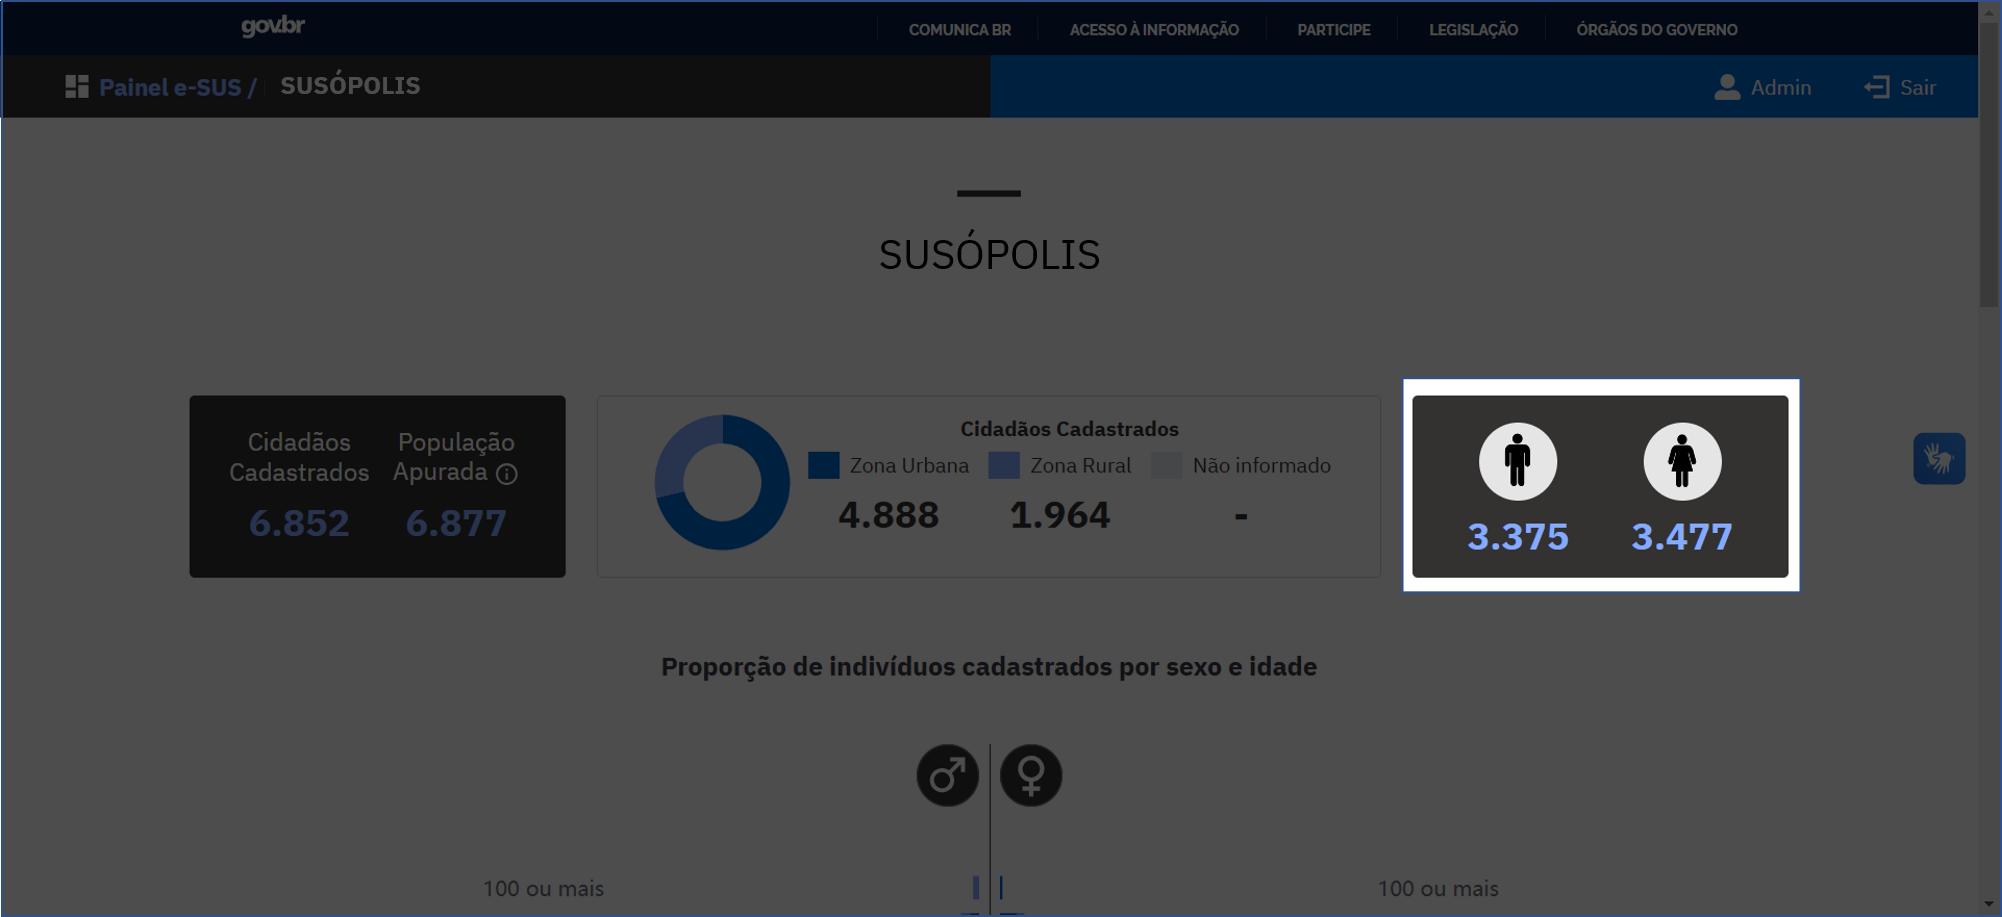 gov.br
COMUNICA BR
ACESSO À INFORMAÇÃO
PARTICIPE
LEGISLAÇÃO
ÓRGÃOS DO GOVERNO
Painel e-SUS / SUSÓPOLIS
Admin
Sair
SUSÓPOLIS
Cidadãos
Cadastrados
6.852
População
Apurada
6.877
Cidadãos Cadastrados
Zona Urbana
Zona Rural
Não informado
4.888
1.964
-
3.375
3.477
Proporção de indivíduos cadastrados por sexo e idade
100 ou mais
100 ou mais